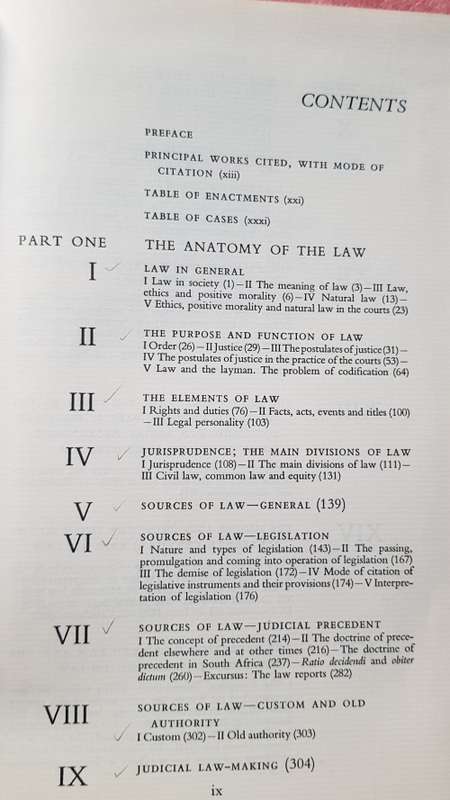 CONTENTS
PREFACE
PRINCIPAL WORKS CITED, WITH MODE OF
CITATION (xiii)
TABLE OF ENACTMENTS (xxi)
TABLE OF CASES (xxxi)
PART ONE THE ANATOMY OF THE LAW
I LAW IN GENERAL
I Law in society (1)—II The meaning of law (3)—III Law,
ethics and positive morality (6)—IV Natural law (13)—
V Ethics, positive morality and natural law in the courts (23)
II THE PURPOSE AND FUNCTION OF LAW
I Order (26)—II Justice (29)—III The postulates of justice (31)—
IV The postulates of justice in the practice of the courts (53)—
V Law and the layman. The problem of codification (64)
III THE ELEMENTS OF LAW
I Rights and duties (76)—II Facts, acts, events and titles (100)
—III Legal personality (103)
IV JURISPRUDENCE; THE MAIN DIVISIONS OF LAW
I Jurisprudence (108)—II The main divisions of law (111)—
III Civil law, common law and equity (131)
V SOURCES OF LAW—GENERAL (139)
VI SOURCES OF LAW—LEGISLATION
I Nature and types of legislation (143)—II The passing,
promulgation and coming into operation of legislation (167)
III The demise of legislation (172)—IV Mode of citation of
legislative instruments and their provisions (174)—V Interpre-
tation of legislation (176)
VII SOURCES OF LAW—JUDICIAL PRECEDENT
I The concept of precedent (214)—II The doctrine of prece-
dent elsewhere and at other times (216)—The doctrine of
precedent in South Africa (237)—Ratio decidendi and obiter
dictum (260)—Excursus: The law reports (282)
VIII SOURCES OF LAW—CUSTOM AND OLD
AUTHORITY
I Custom (302)—II Old authority (303)
IX JUDICIAL LAW-MAKING (304)
ix